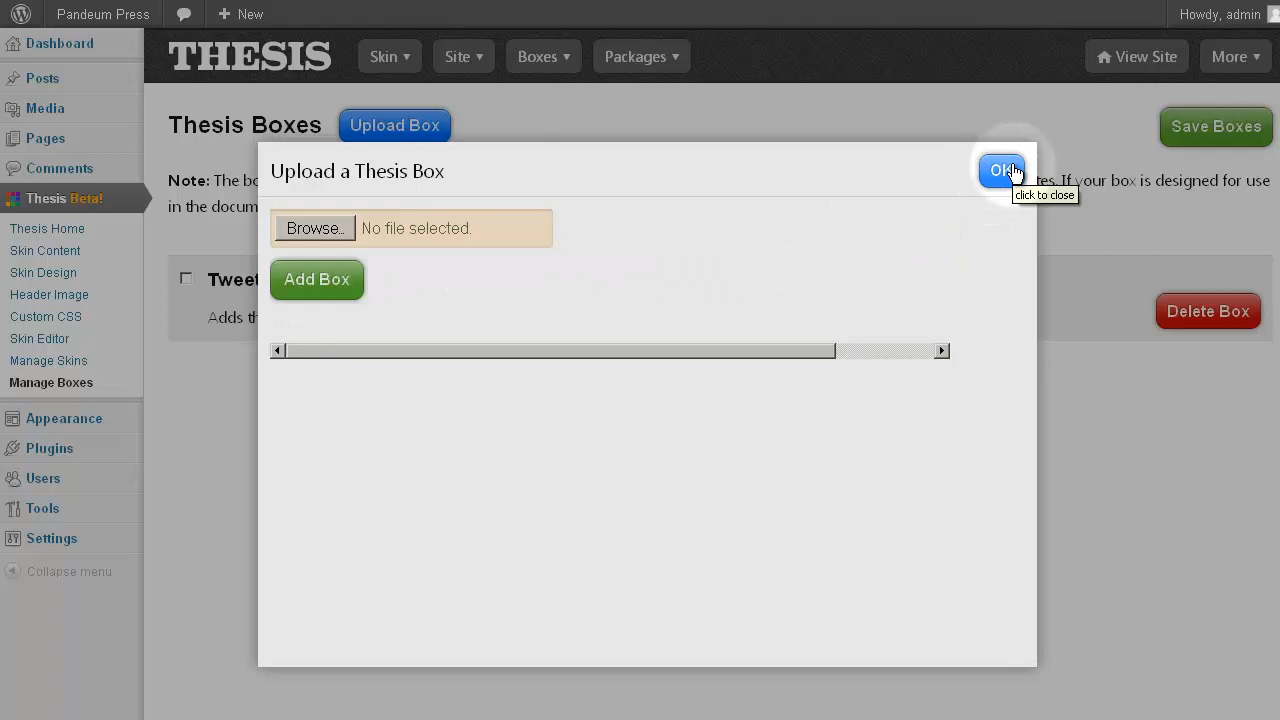 Pandeum Press
New
Howdy, admin
Dashboard
Posts
Media
Pages
Comments
Thesis Beta!
Thesis Home
Skin Content
Skin Design
Header Image
Custom CSS
Skin Editor
Manage Skins
Manage Boxes
Appearance
Plugins
Users
Tools
Settings
Collapse menu
THESIS
Skin
Site
Boxes
Packages
View Site
More
Thesis Boxes
Upload Box
Save Boxes
Note: The bo
If your box is designed for use
in the docum
Tweet
Adds th
Delete Box
Upload a Thesis Box
OK
click to close
Browse...
No file selected.
Add Box